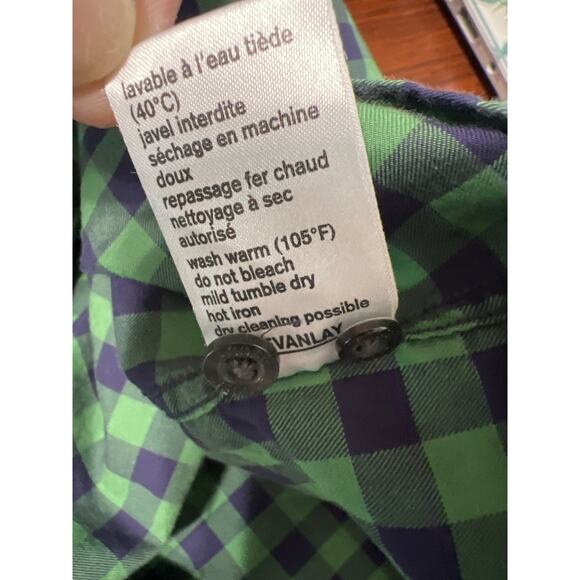 lavable à l'eau tiède
(40°C)
javel interdite
séchage en machine
doux
repassage fer chaud
nettoyage à sec
autorisé
wash warm (105°F)
do not bleach
mild tumble dry
hot iron
dry cleaning possible
EVANLAY